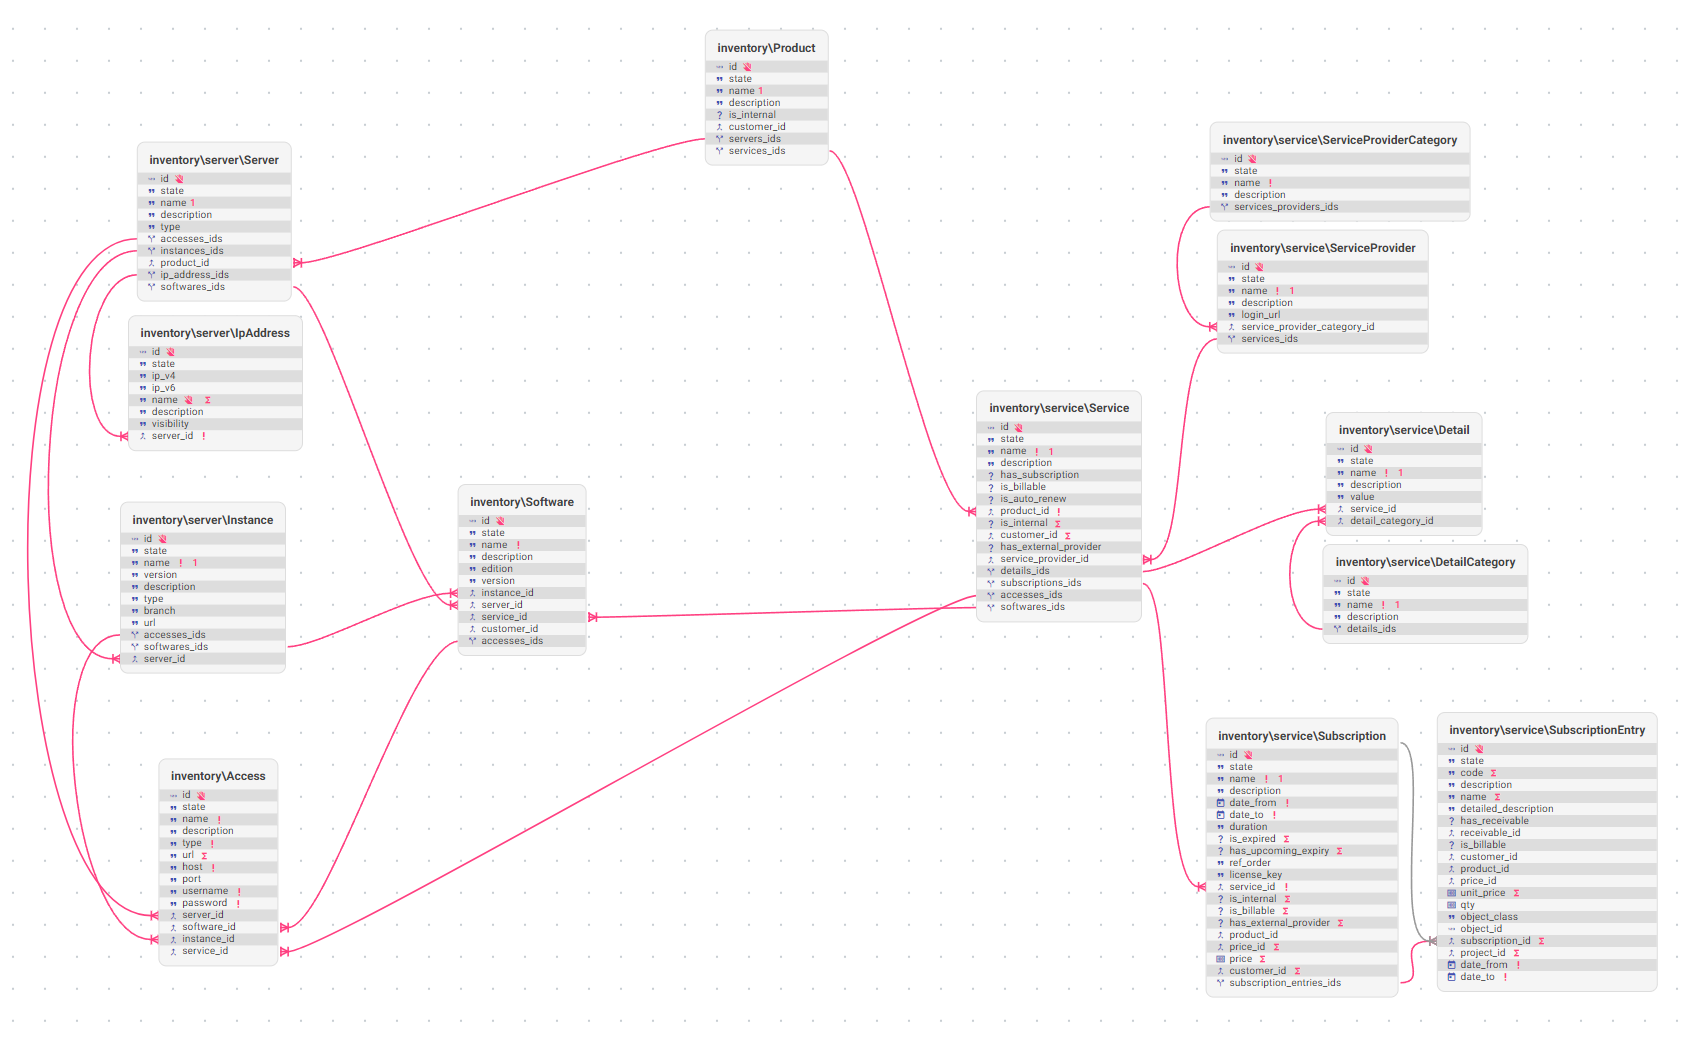 inventory\Product
id
state
name 1
description
is_internal
customer_id
servers_ids
services_ids
inventory\server\Server
id
state
name 1
description
type
accesses_ids
instances_ids
product_id
ip_address_ids
softwares_ids
inventory\server\IpAddress
id
state
ip_v4
ip_v6
name Σ
description
visibility
server_id !
inventory\server\Instance
id
state
name ! 1
version
description
type
branch
url
accesses_ids
softwares_ids
server_id
inventory\Access
id
state
name !
description
type !
url Σ
host !
port
username !
password !
server_id
software_id
instance_id
service_id
inventory\Software
id
state
name !
description
edition
version
instance_id
server_id
service_id
customer_id
accesses_ids
inventory\service\Service
id
state
name ! 1
description
? has_subscription
? is_billable
? is_auto_renew
product_id !
? is_internal Σ
customer_id Σ
? has_external_provider
service_provider_id
details_ids
subscriptions_ids
accesses_ids
softwares_ids
inventory\service\ServiceProviderCategory
id
state
name !
description
services_providers_ids
inventory\service\ServiceProvider
id
state
name ! 1
description
login_url
service_provider_category_id
services_ids
inventory\service\Detail
id
state
name ! 1
description
value
service_id
detail_category_id
inventory\service\DetailCategory
id
state
name ! 1
description
details_ids
inventory\service\Subscription
id
state
name ! 1
description
date_from !
date_to !
duration
? is_expired Σ
? has_upcoming_expiry Σ
ref_order
license_key
service_id !
? is_internal Σ
? is_billable Σ
? has_external_provider Σ
product_id
price_id Σ
price Σ
customer_id Σ
subscription_entries_ids
inventory\service\SubscriptionEntry
id
state
code Σ
description
name Σ
detailed_description
? has_receivable
receivable_id
? is_billable
customer_id
product_id
price_id
unit_price Σ
qty
object_class
object_id
subscription_id Σ
project_id Σ
date_from !
date_to !